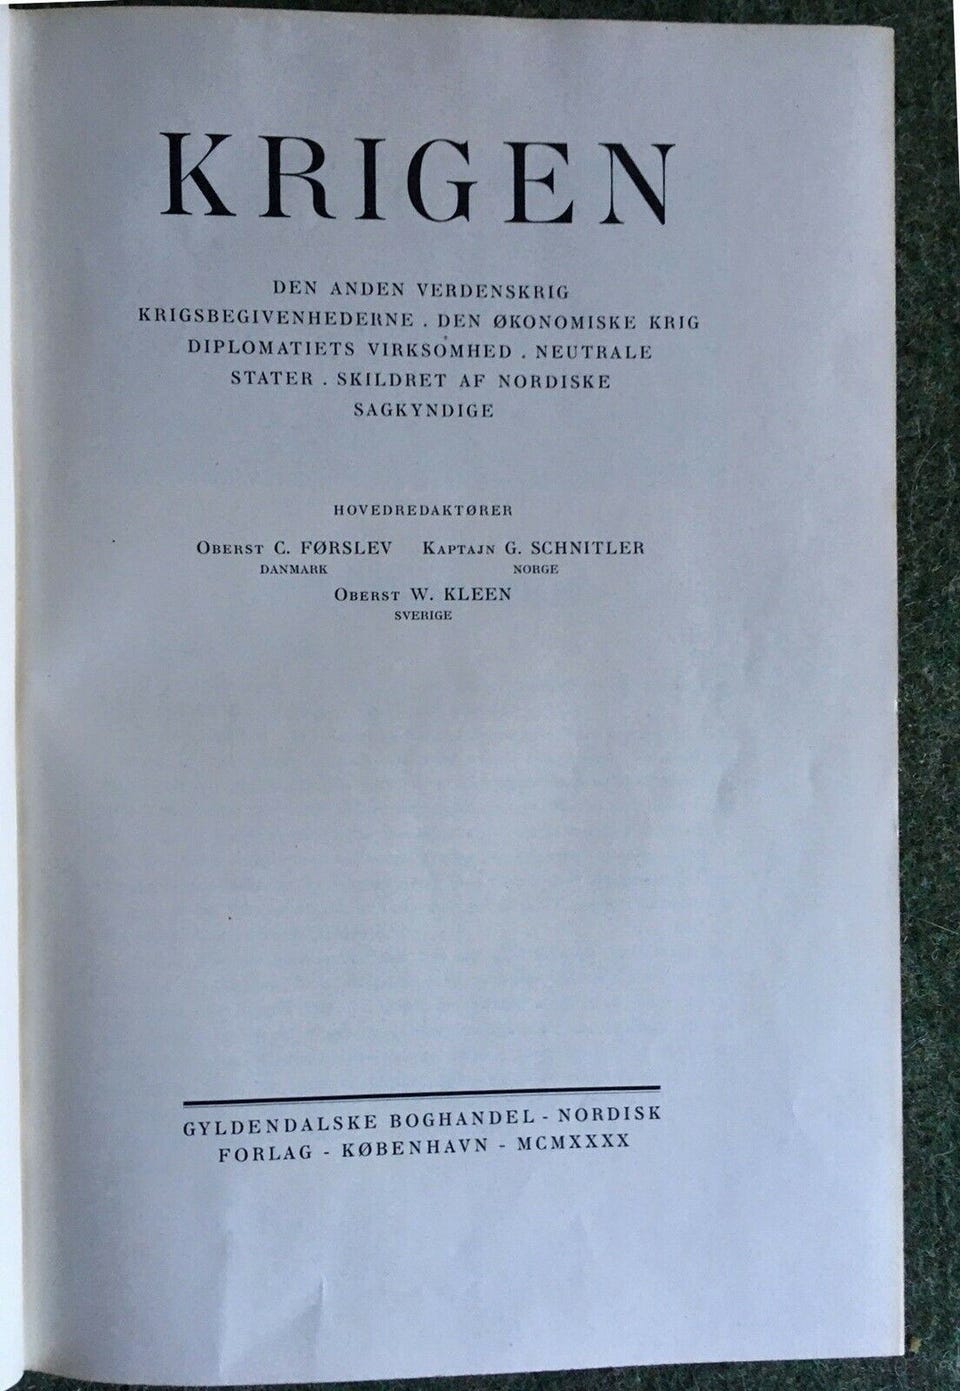 KRIGEN
DEN ANDEN VERDENSKRIG
KRIGSBEGIVENHEDERNE . DEN ØKONOMISKE KRIG
DIPLOMATIETS VIRKSOMHED . NEUTRALE
STATER . SKILDRET AF NORDISKE
SAGKYNDIGE
HOVEDREDAKTØRER
OBERST C. FØRSLEV KAPTAJN G. SCHNITLER
DANMARK NORGE
OBERST W. KLEEN
SVERIGE
GYLDENDALSKE BOGHANDEL - NORDISK
FORLAG - KØBENHAVN - MCMXXXX